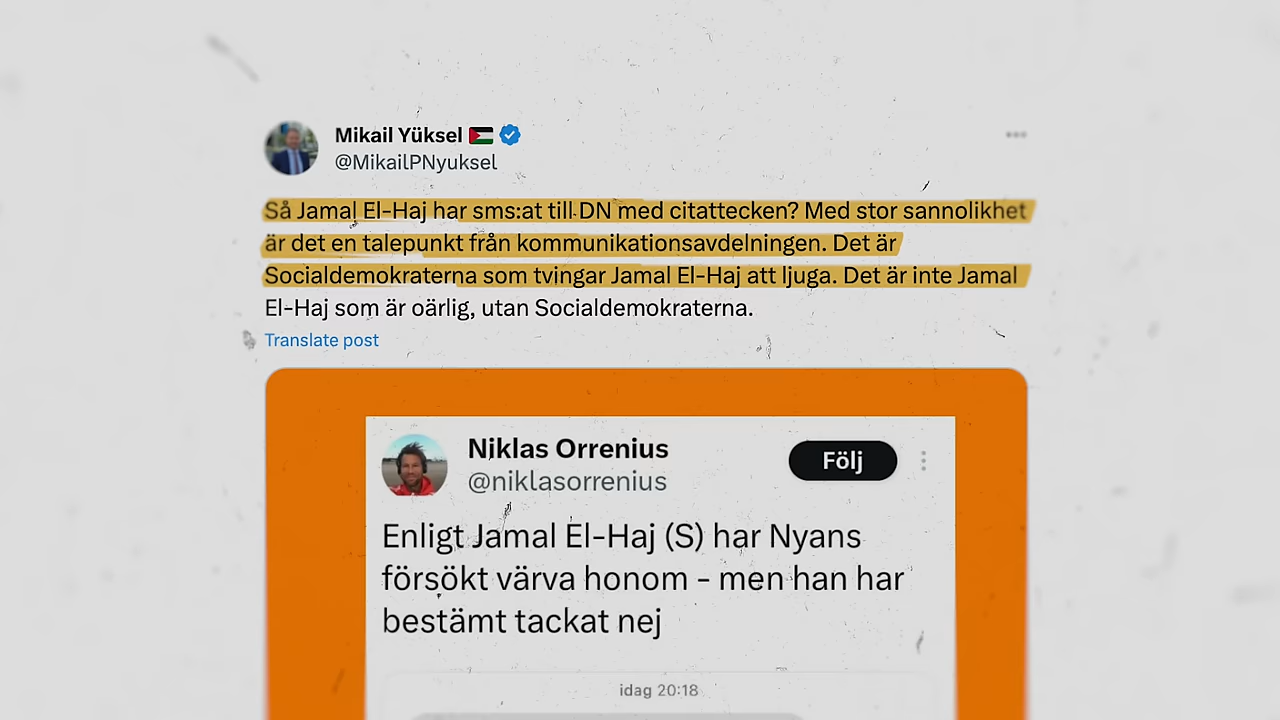 Mikail Yüksel 🇵🇸
@MikailPNyuksel
Så Jamal El-Haj har sms:at till DN med citattecken? Med stor sannolikhet
är det en talepunkt från kommunikationsavdelningen. Det är
Socialdemokraterna som tvingar Jamal El-Haj att ljuga. Det är inte Jamal
El-Haj som är oärlig, utan Socialdemokraterna.
Translate post
Niklas Orrenius
@niklasorrenius
Följ
Enligt Jamal El-Haj (S) har Nyans
försökt värva honom - men han har
bestämt tackat nej
idag 20:18